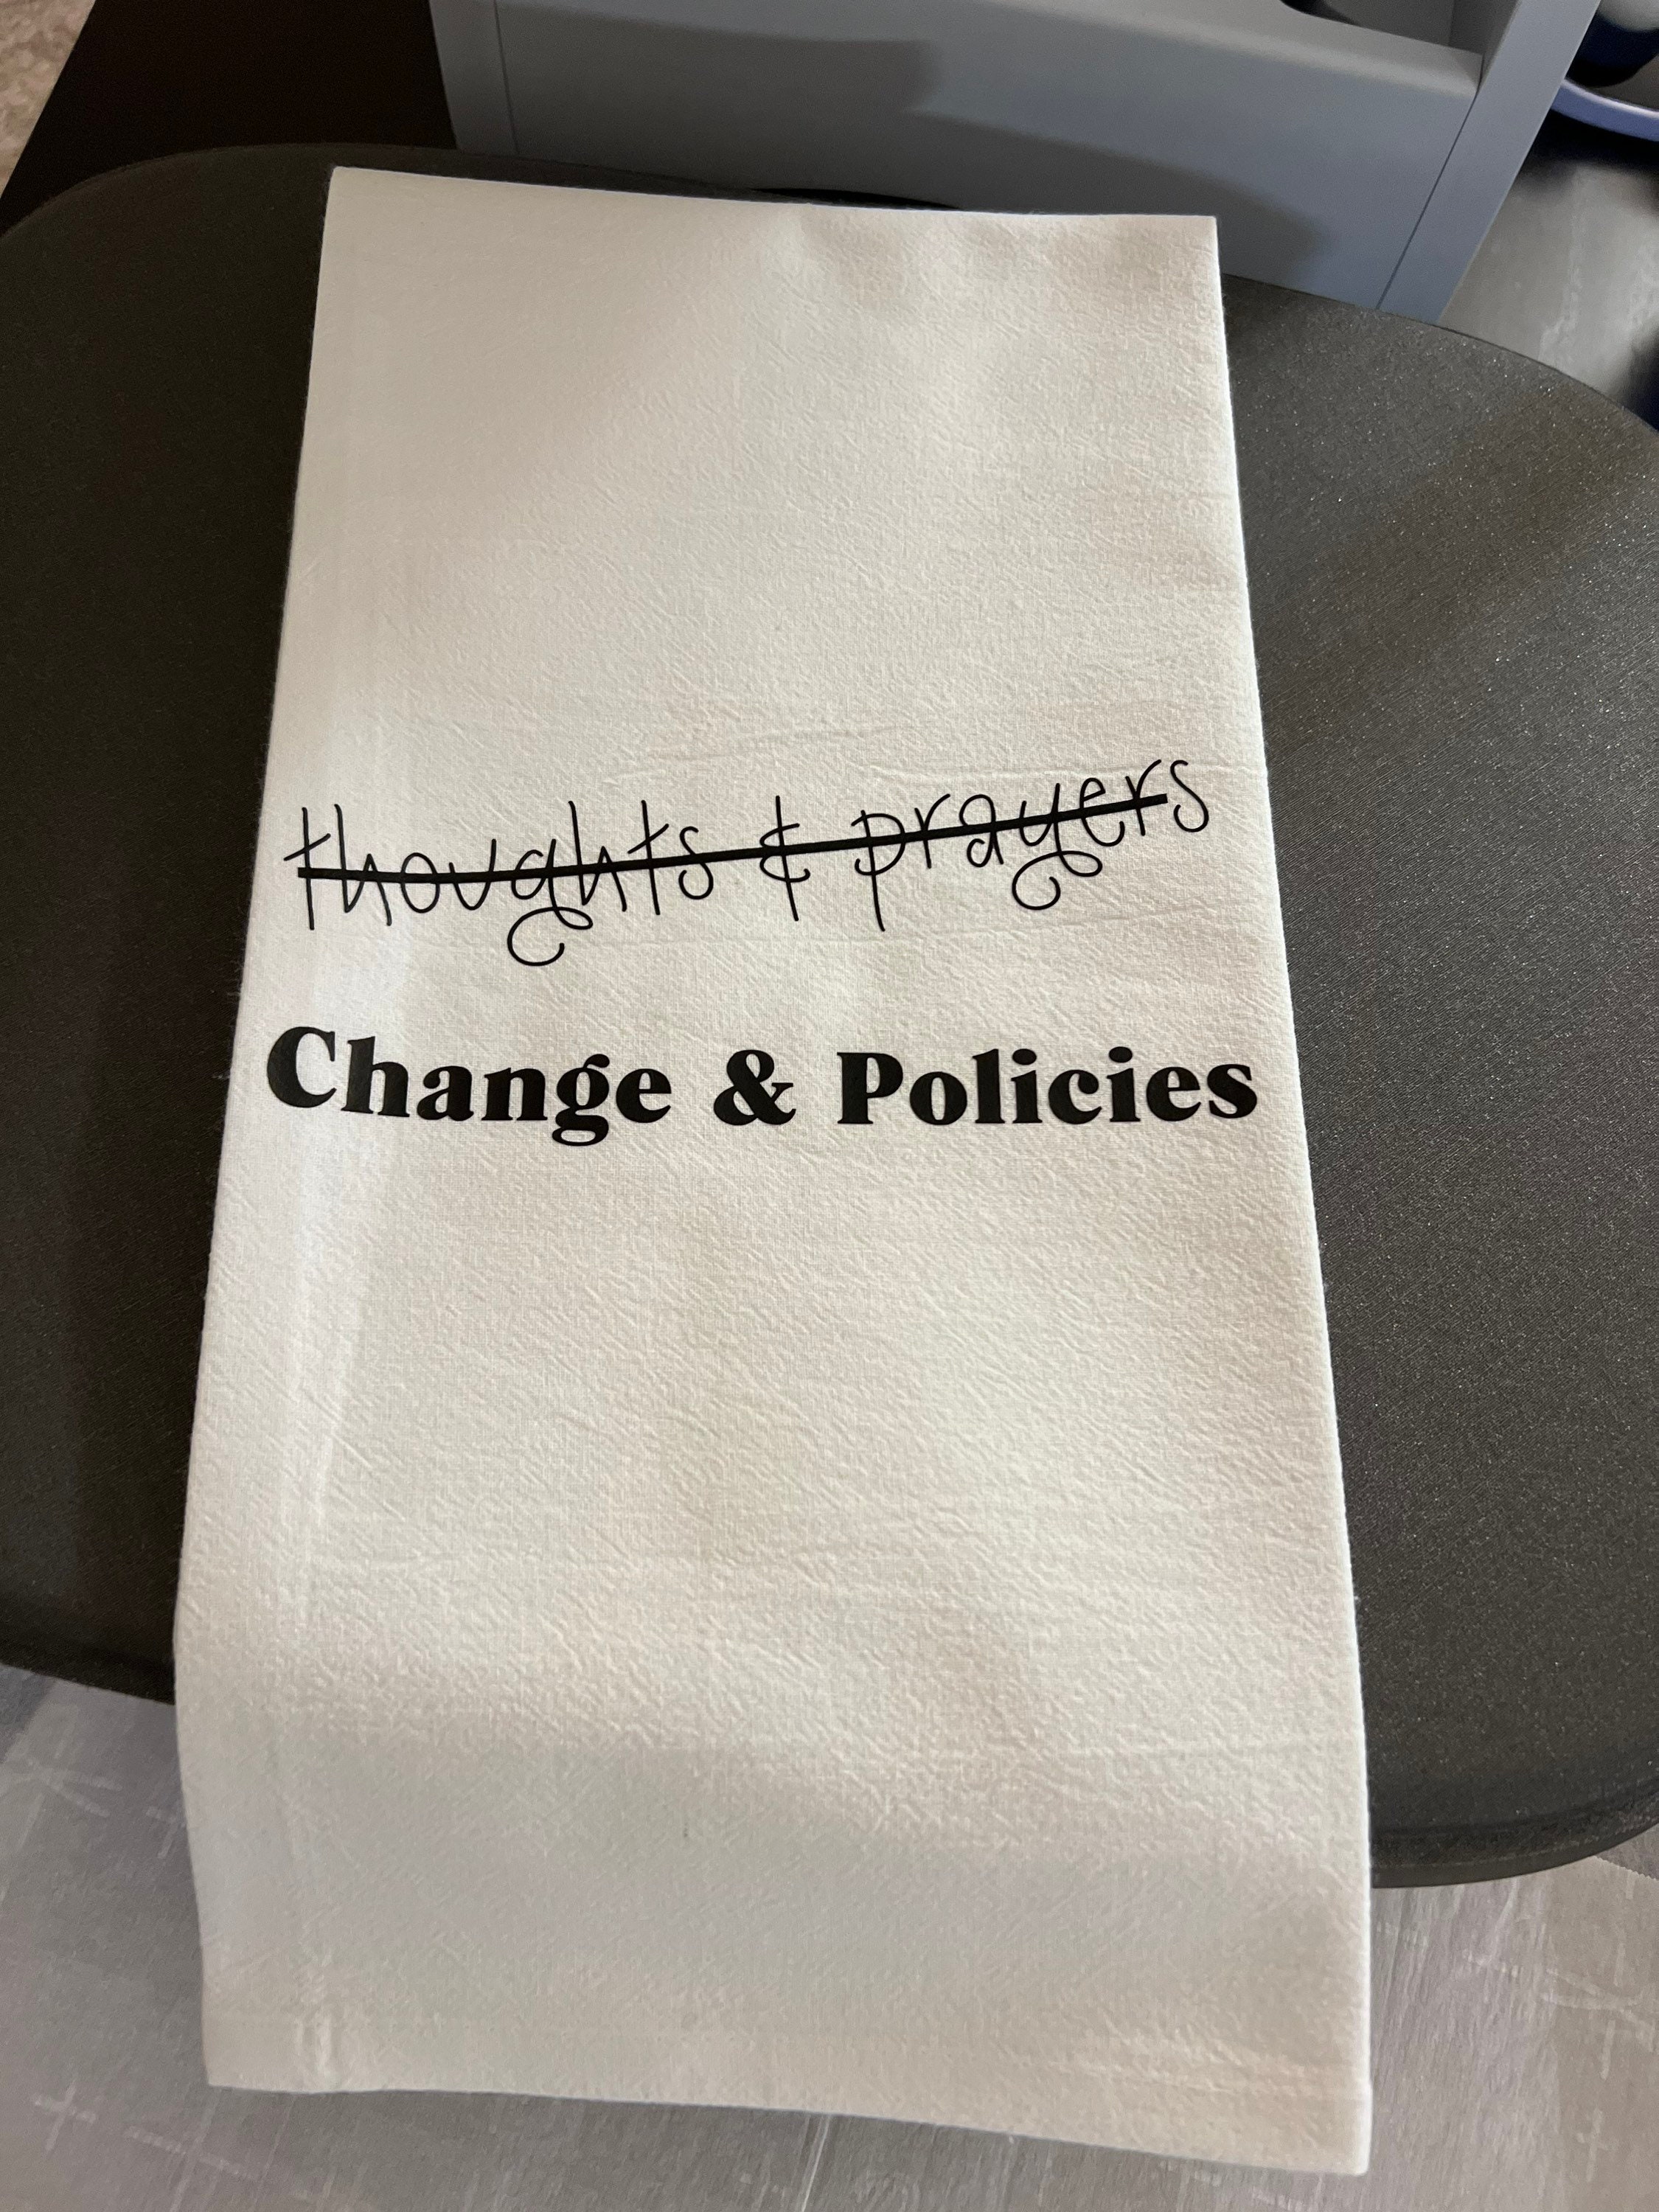 thoughts & prayers
Change & Policies